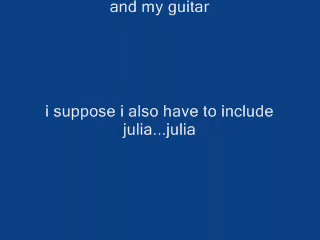 and my guitar
i suppose i also have to include
julia...julia